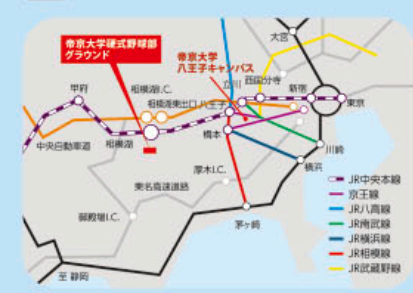 大宮
帝京大学硬式野球部
グラウンド
帝京大学
八王子キャンパス
立川
西国分寺
新宿
東京
甲府
相模湖I.C.
相模湖東出口
八王子
中央自動車道
相模湖
橋本
川崎
横浜
厚木I.C.
東名高速道路
御殿場I.C.
茅ヶ崎
至 静岡
JR中央本線
京王線
JR八高線
JR南武線
JR横浜線
JR相模線
JR武蔵野線